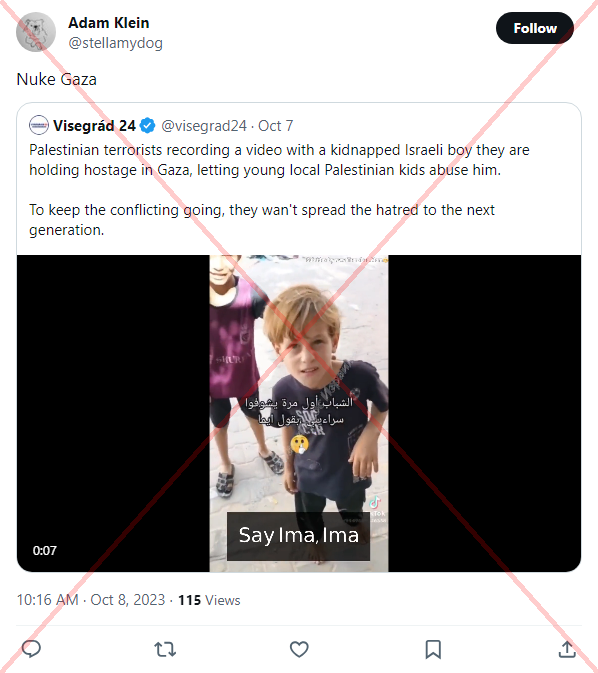 Adam Klein
@stellamydog
Follow
Nuke Gaza
Visegrád 24 @visegrad24 · Oct 7
Palestinian terrorists recording a video with a kidnapped Israeli boy they are
holding hostage in Gaza, letting young local Palestinian kids abuse him.
To keep the conflicting going, they wan't spread the hatred to the next
generation.
الشباب أول مرة يشوفوا
يقول ايما
Say Ima, Ima
0:07
10:16 AM · Oct 8, 2023 · 115 Views